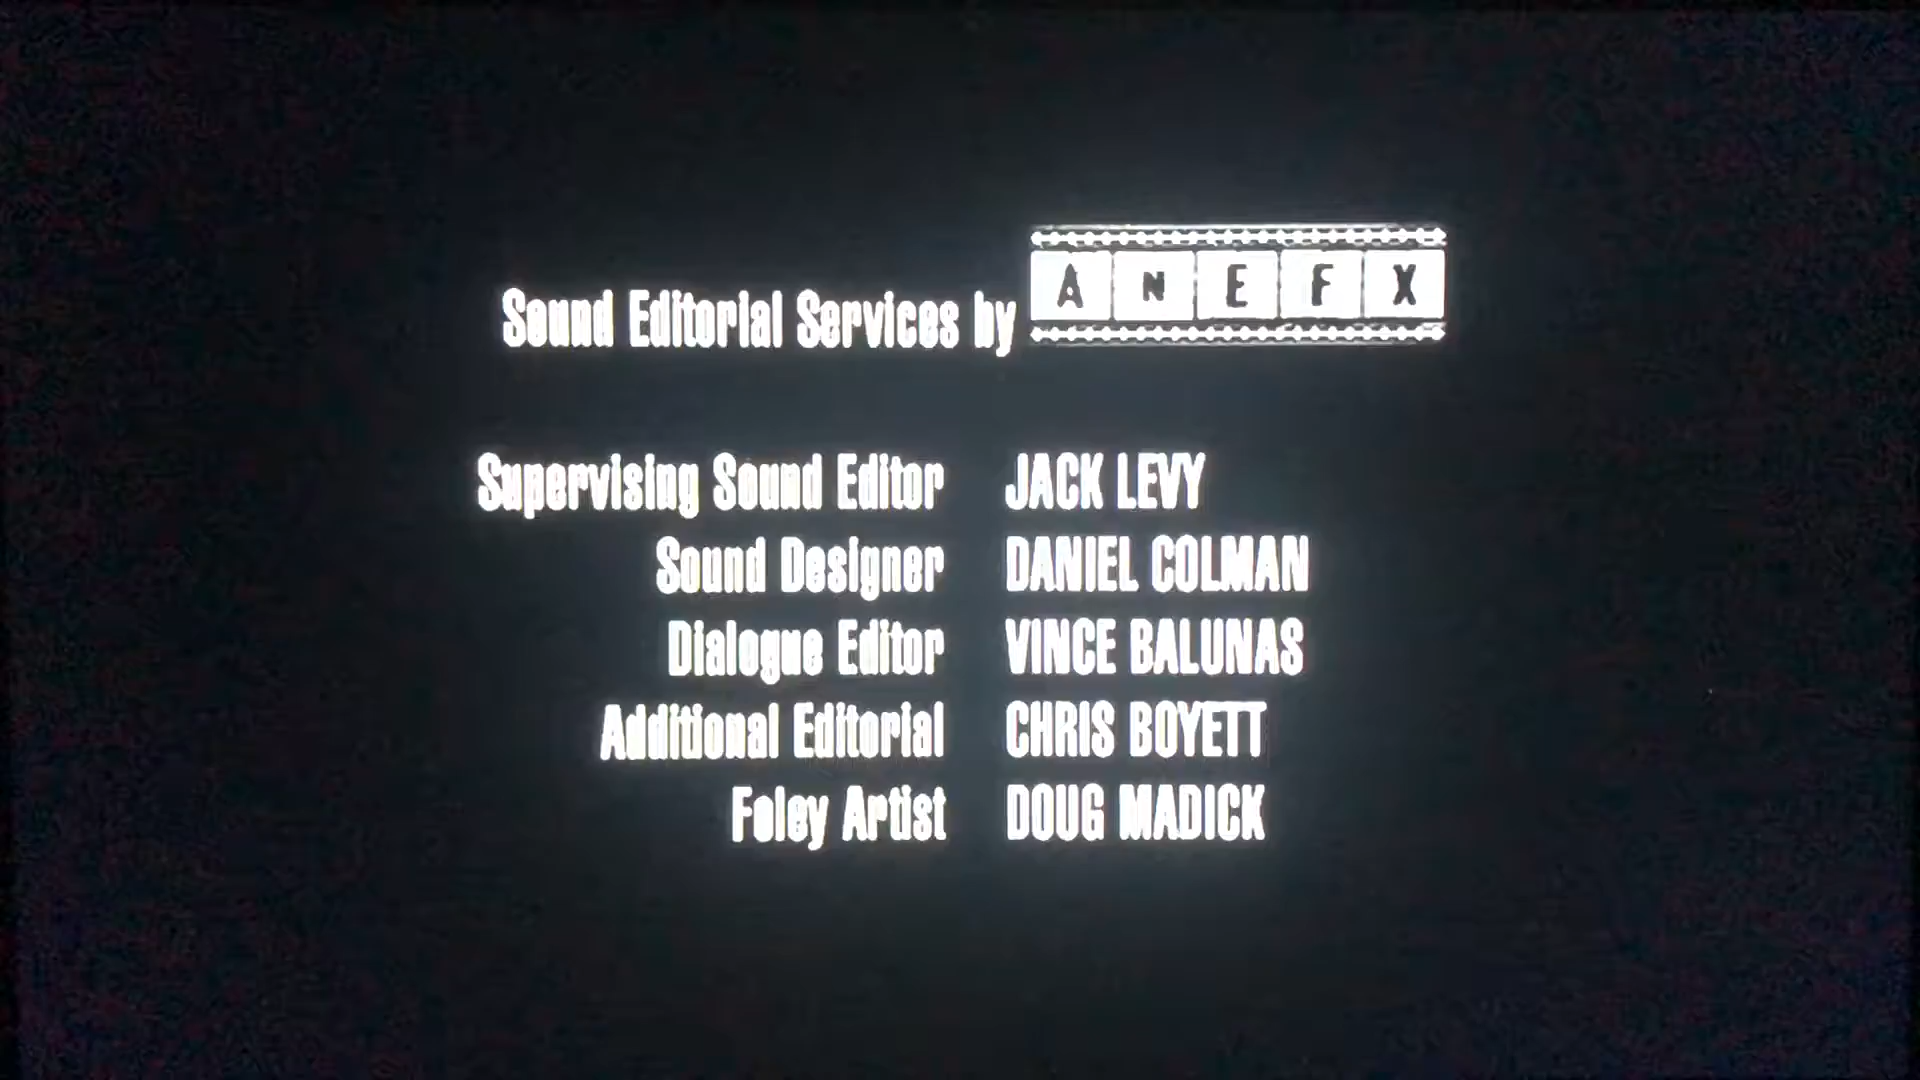 Sound Editorial Services by ANEFX
Supervising Sound Editor JACK LEVY
Sound Designer DANIEL COLMAN
Dialogue Editor VINCE BALUNAS
Additional Editorial CHRIS BOYETT
Foley Artist DOUG MADICK